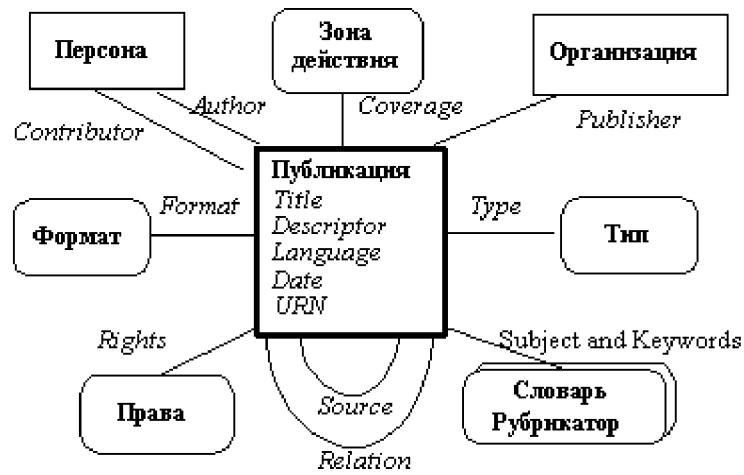 Персона
Зона
действия
Организация
Author
Coverage
Contributor
Publisher
Публикация
Title
Descriptor
Language
Date
URN
Format
Type
Формат
Тип
Rights
Subject and Keywords
Права
Source
Словарь
Рубрикатор
Relation